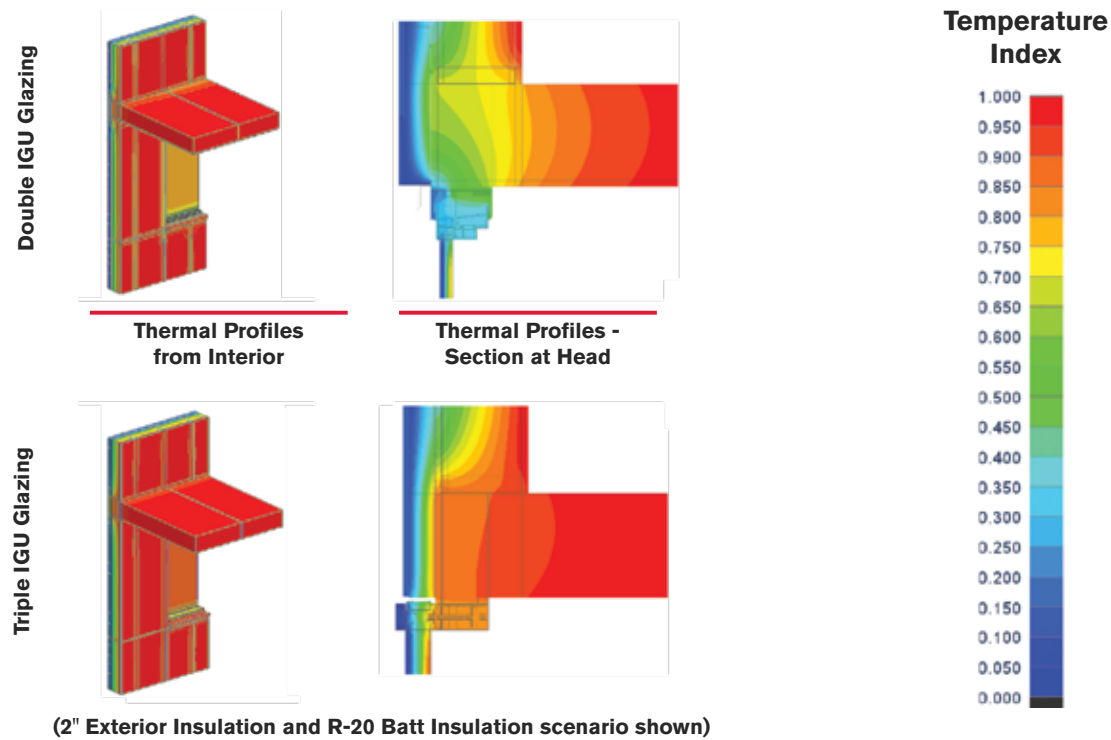 Temperature
Index
Double IGU Glazing
Thermal Profiles
from Interior
Thermal Profiles -
Section at Head
Triple IGU Glazing
(2" Exterior Insulation and R-20 Batt Insulation scenario shown)
1.000
0.950
0.900
0.850
0.800
0.750
0.700
0.650
0.600
0.550
0.500
0.450
0.400
0.350
0.300
0.250
0.200
0.150
0.100
0.050
0.000